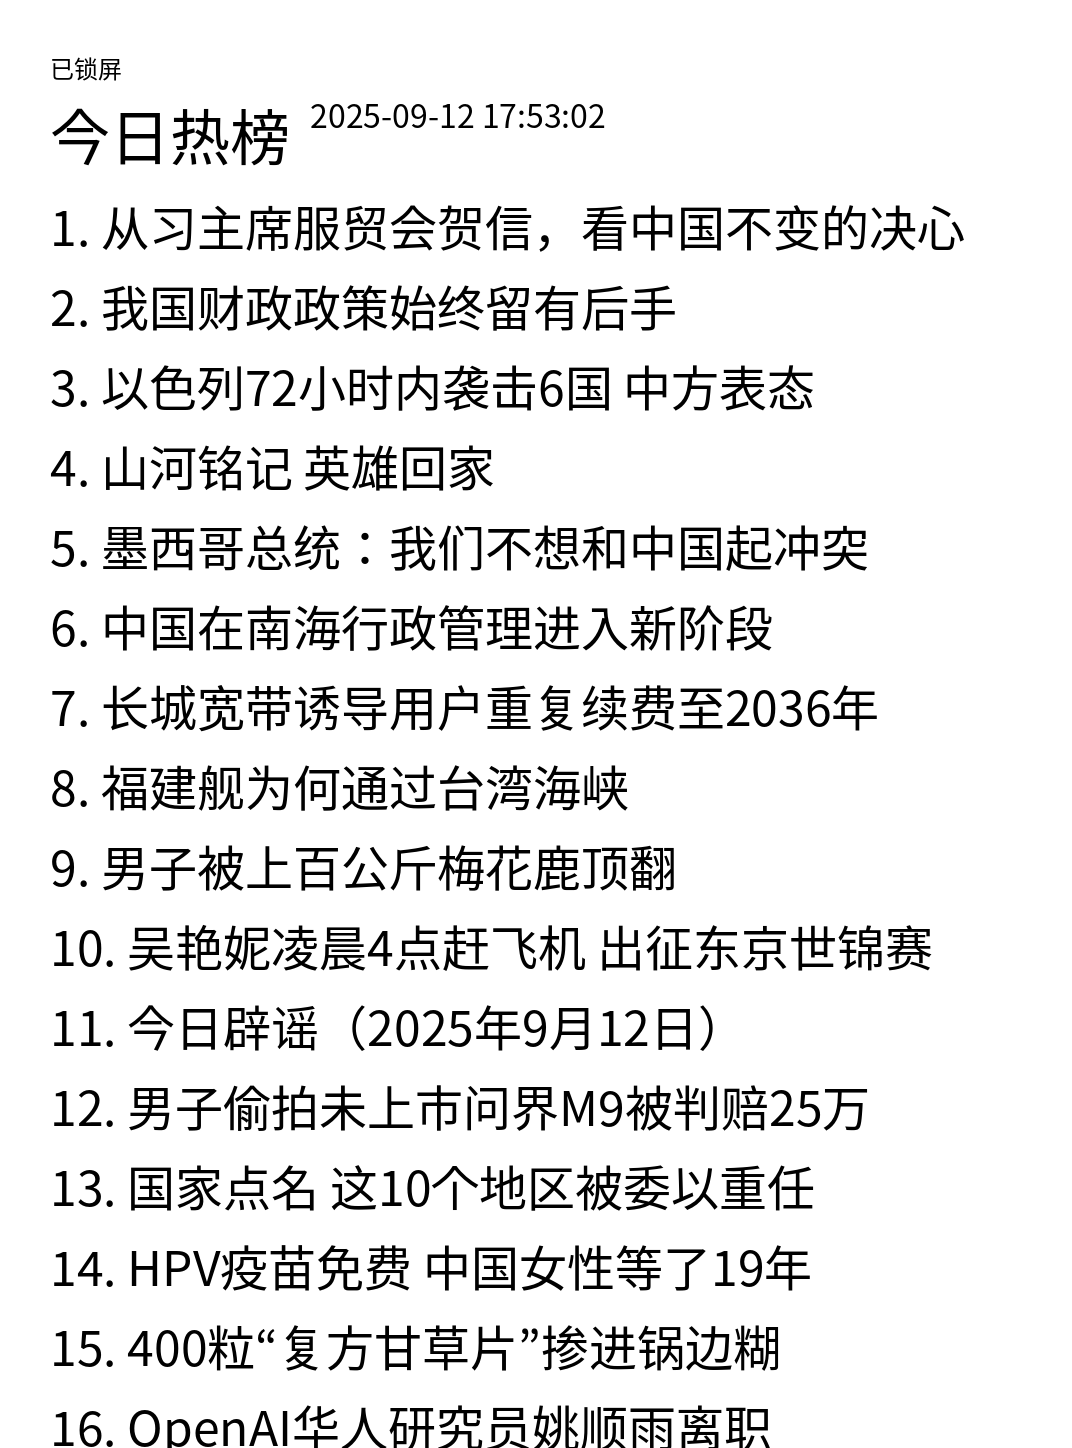 已锁屏
今日热榜 2025-09-12 17:53:02
1. 从习主席服贸会贺信，看中国不变的决心
2. 我国财政政策始终留有后手
3. 以色列72小时内袭击6国 中方表态
4. 山河铭记 英雄回家
5. 墨西哥总统：我们不想和中国起冲突
6. 中国在南海行政管理进入新阶段
7. 长城宽带诱导用户重复续费至2036年
8. 福建舰为何通过台湾海峡
9. 男子被上百公斤梅花鹿顶翻
10. 吴艳妮凌晨4点赶飞机 出征东京世锦赛
11. 今日辟谣（2025年9月12日）
12. 男子偷拍未上市问界M9被判赔25万
13. 国家点名 这10个地区被委以重任
14. HPV疫苗免费 中国女性等了19年
15. 400粒“复方甘草片”掺进锅边糊
16. OpenAI华人研究员姚顺雨离职